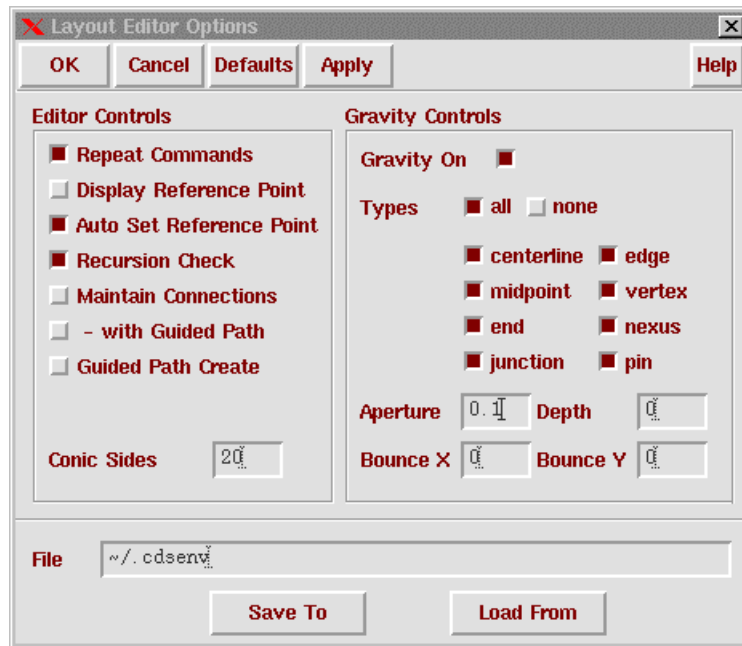 Layout Editor Options
OK Cancel Defaults Apply Help
Editor Controls
Repeat Commands
Display Reference Point
Auto Set Reference Point
Recursion Check
Maintain Connections
- with Guided Path
Guided Path Create
Conic Sides 20
Gravity Controls
Gravity On
Types all none
centerline edge
midpoint vertex
end nexus
junction pin
Aperture 0.1 Depth 0
Bounce X 0 Bounce Y 0
File ~/.cdsenv
Save To Load From